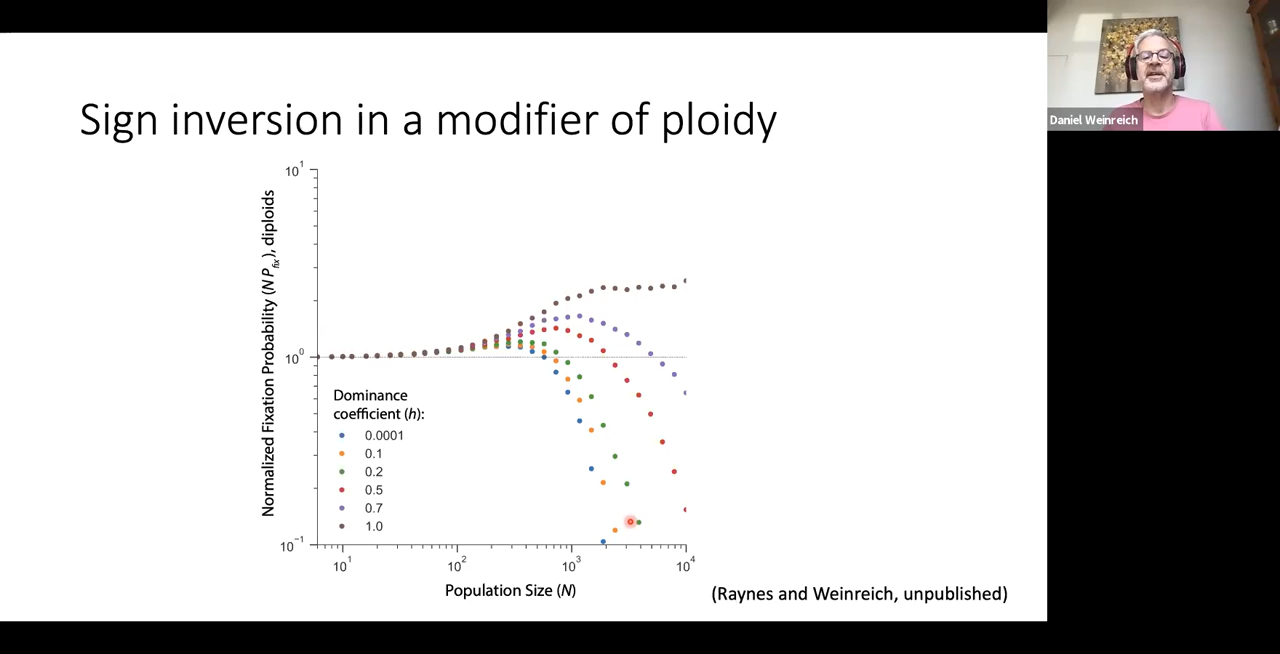 Sign inversion in a modifier of ploidy
Daniel Weinreich
Normalized Fixation Probability (N P_fix), diploids
10^1
10^0
10^-1
Dominance
coefficient (h):
0.0001
0.1
0.2
0.5
0.7
1.0
10^1
10^2
10^3
10^4
Population Size (N)
(Raynes and Weinreich, unpublished)